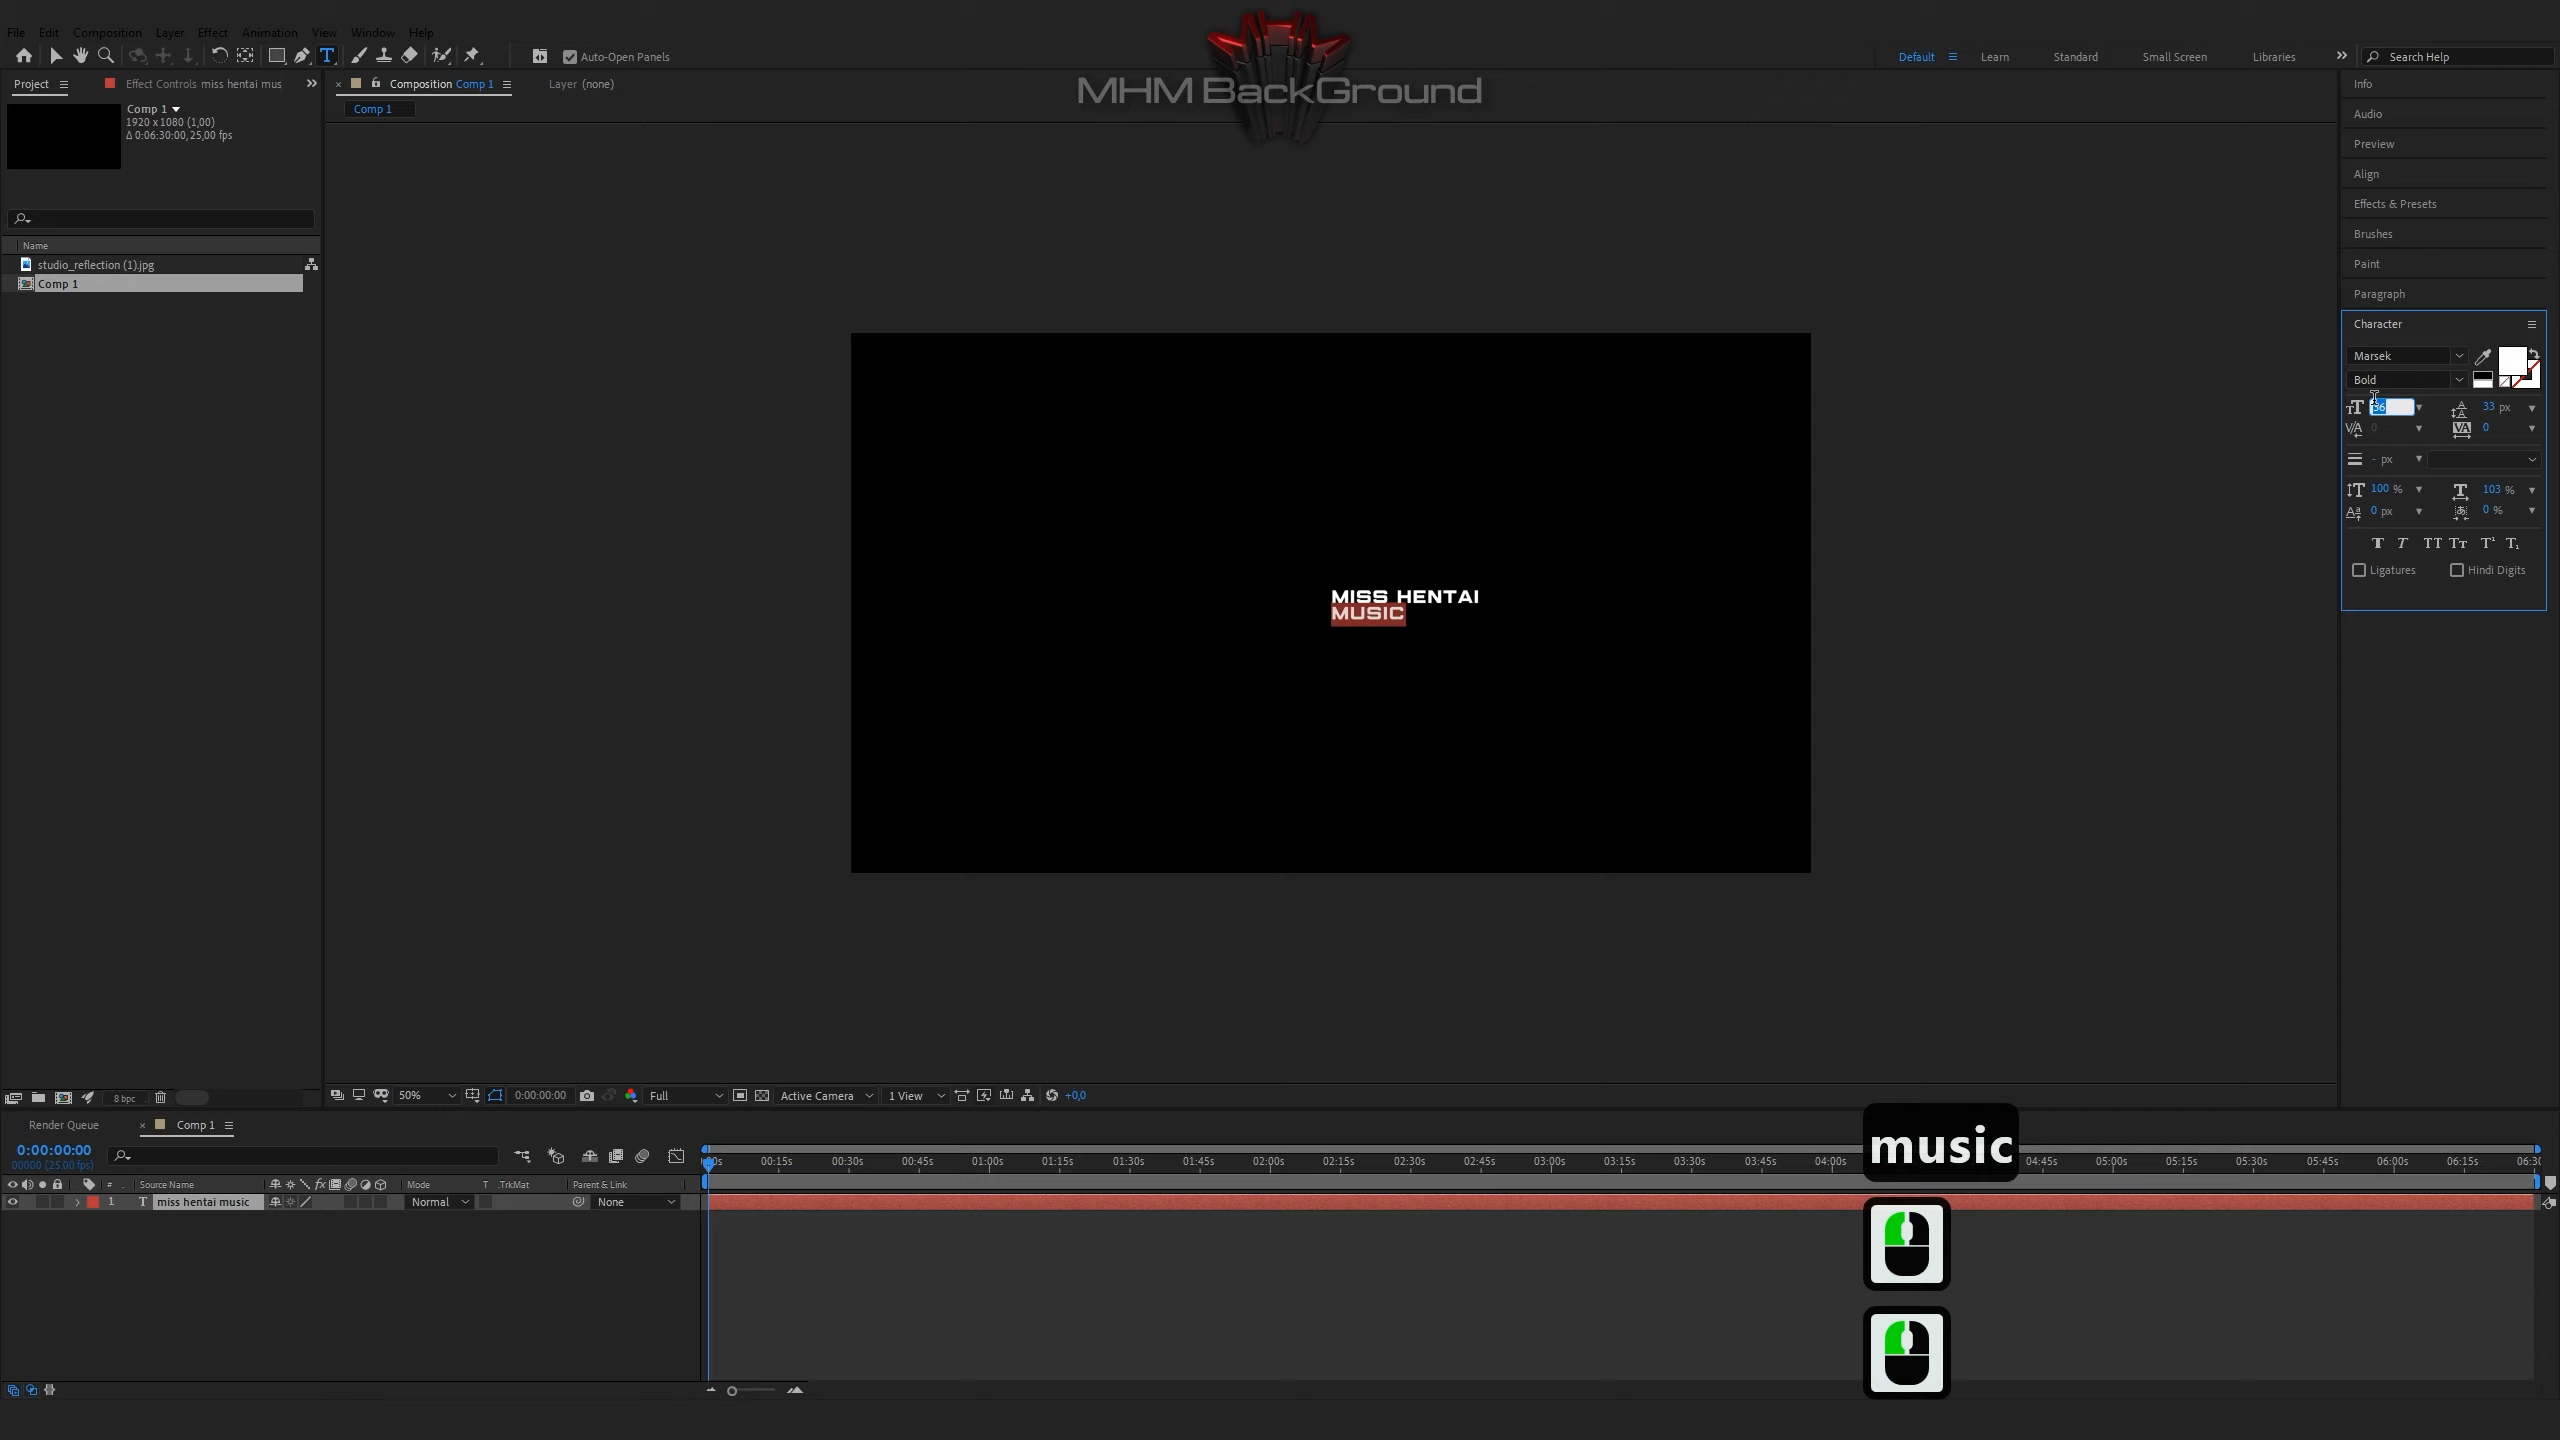 File Edit Composition Layer Effect Animation View Window Help
MHM BackGround
Auto-Open Panels
Default Learn Standard Small Screen Libraries Search Help
Project Effect Controls miss hentai mus
Composition Comp 1 Layer (none)
Comp 1
Comp 1
1920 x 1080 (1,00)
Δ 0:06:30:00, 25,00 fps
Name
studio_reflection (1).jpg
Comp 1
Info
Audio
Preview
Align
Effects & Presets
Brushes
Paint
Paragraph
Character
Marsek
Bold
36 33 px
0 0
- px
100 % 103 %
0 px 0 %
Ligatures Hindi Digits
MISS HENTAI
MUSIC
8 bpc
50% 0:00:00:00 Full Active Camera 1 View +0,0
Render Queue Comp 1
0:00:00:00
00000 (25.00 fps)
00:15s 00:30s 00:45s 01:00s 01:15s 01:30s 01:45s 02:00s 02:15s 02:30s 02:45s 03:00s 03:15s 03:30s 03:45s 04:00s 04:45s 05:00s 05:15s 05:30s 05:45s 06:00s 06:15s
# Source Name Mode T .TrkMat Parent & Link
1 T miss hentai music Normal None
music